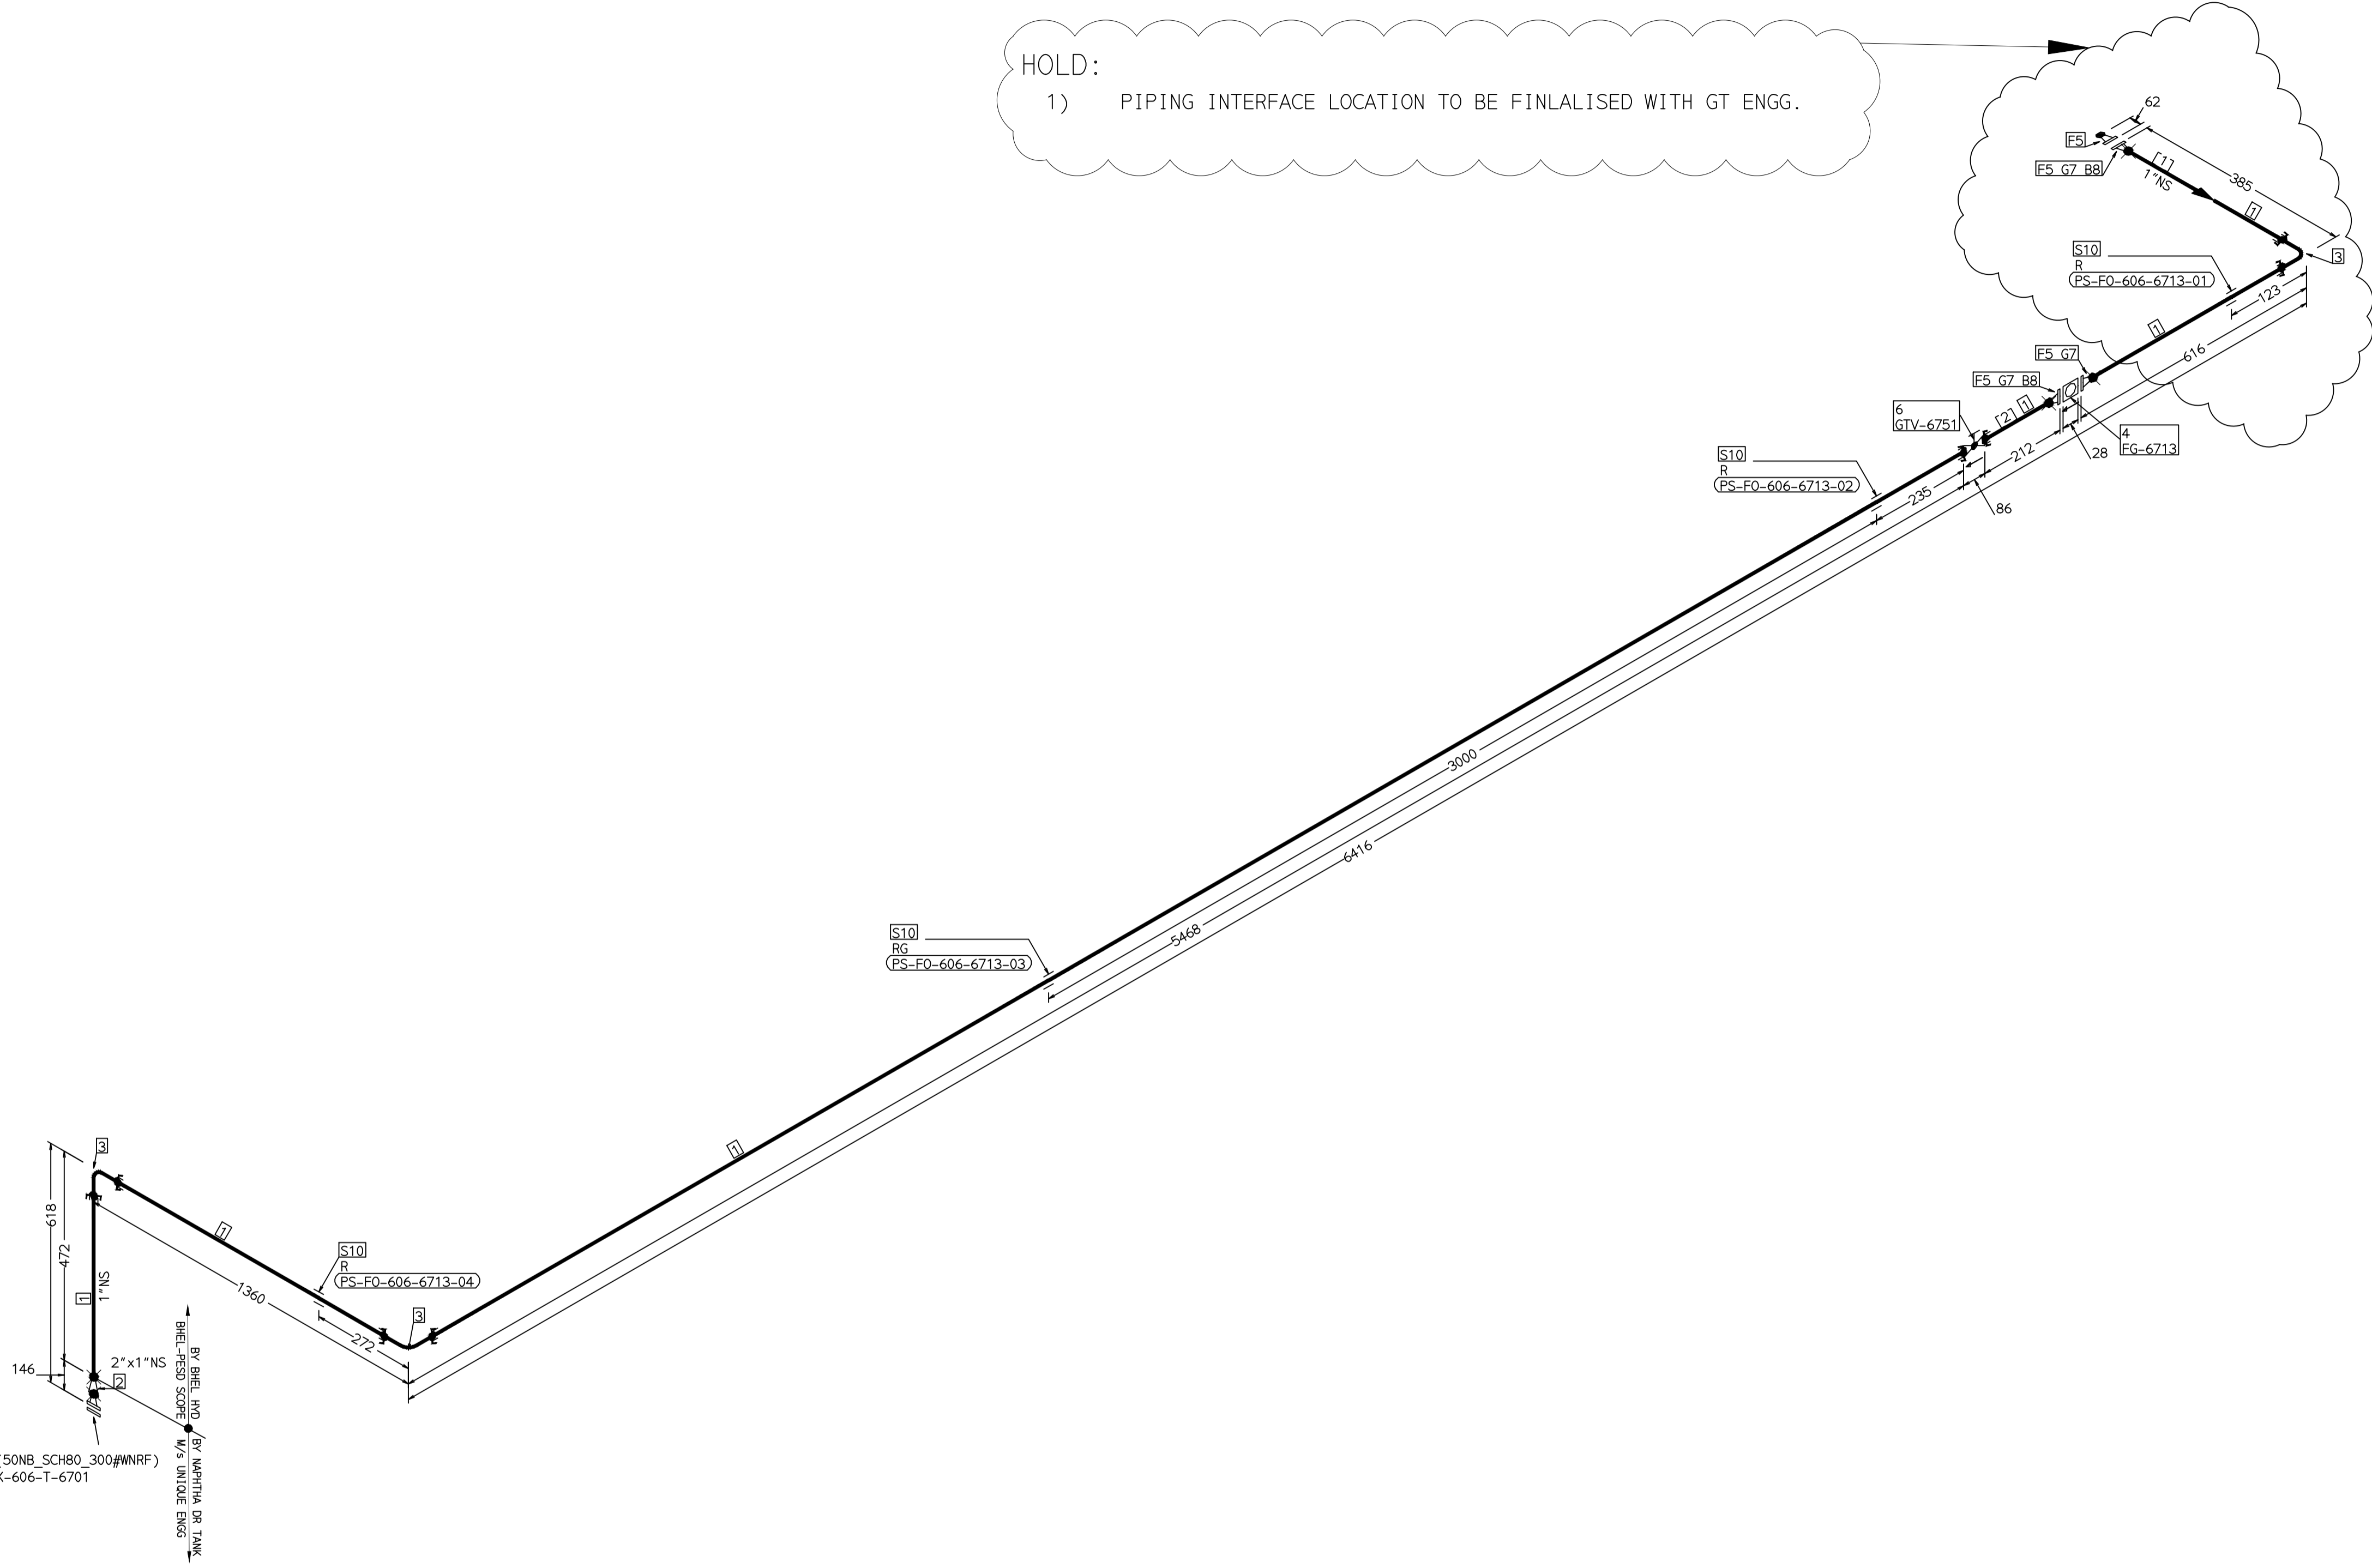 HOLD:
1) PIPING INTERFACE LOCATION TO BE FINLALISED WITH GT ENGG.
62
F5
F5 G7 B8
[1]
1"NS
385
1
3
S10
R
PS-FO-606-6713-01
123
1
616
F5 G7
F5 G7 B8
6
GTV-6751
[2]
1
4
FG-6713
28
212
S10
R
PS-FO-606-6713-02
235
86
3000
6416
5468
S10
RG
PS-FO-606-6713-03
1
3
618
472
1
1"NS
1
1360
S10
R
PS-FO-606-6713-04
3
272
146
2"x1"NS
2
BY BHEL HYD
BHEL-PESD SCOPE
BY NAPHTHA DR TANK
M/s UNIQUE ENGG
(50NB_SCH80_300#WNRF)
-606-T-6701